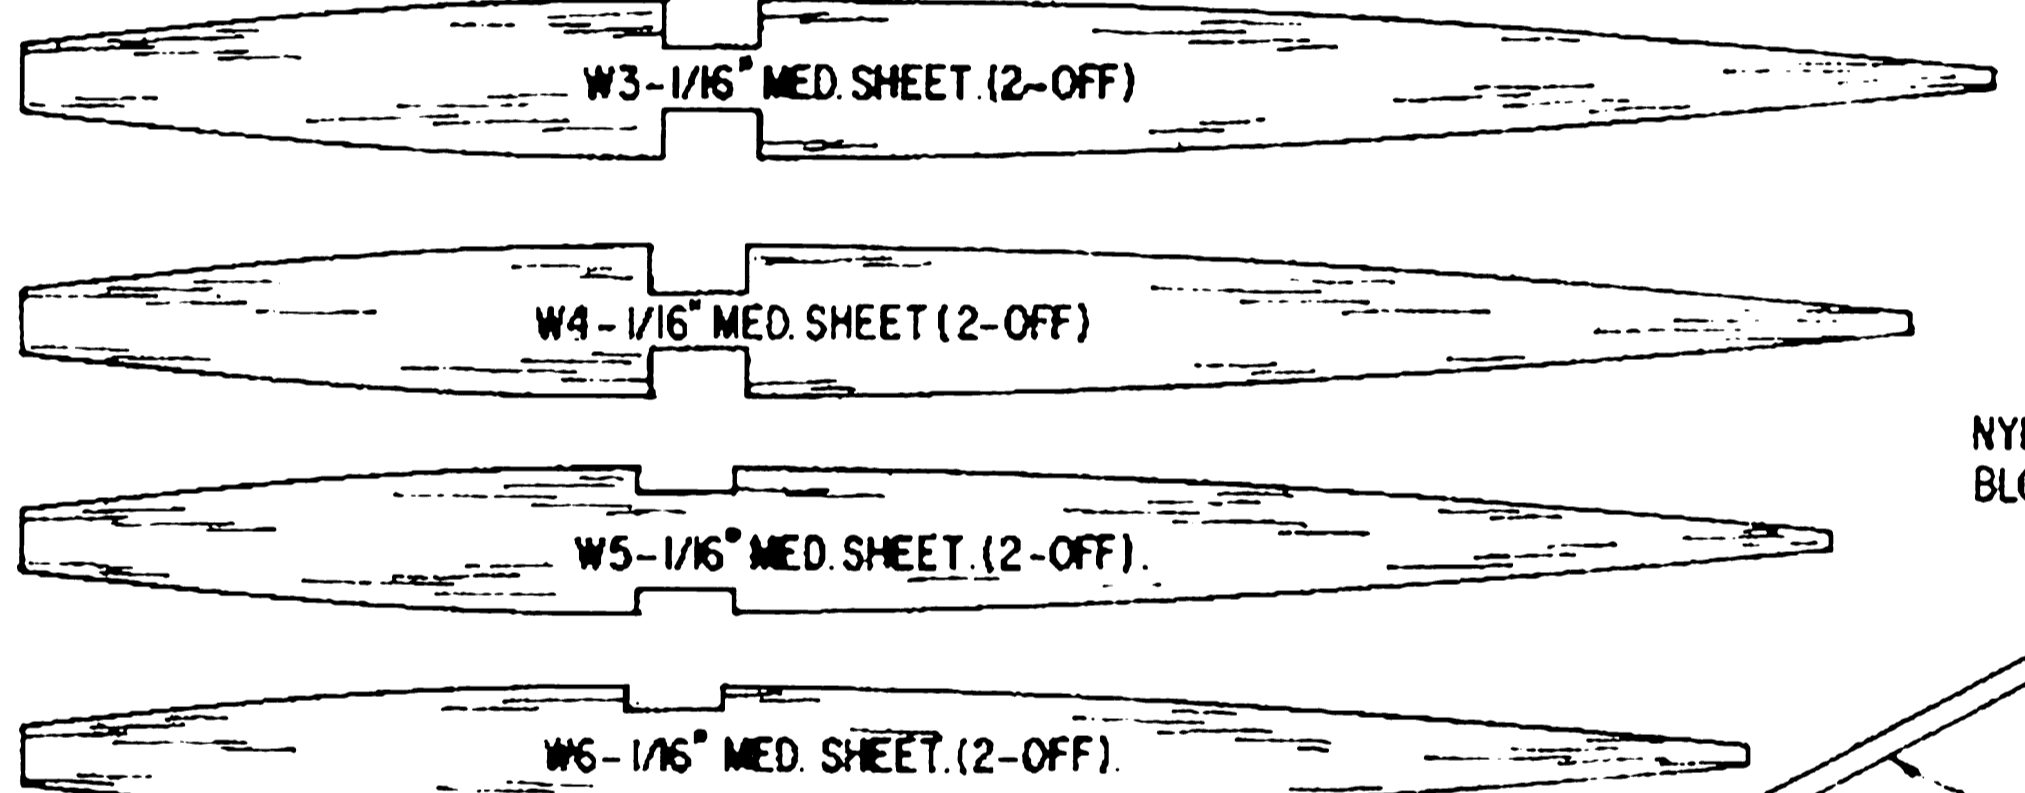 W3-1/16" MED. SHEET. (2-OFF)
W4-1/16" MED. SHEET (2-OFF)
W5-1/16" MED. SHEET. (2-OFF).
W6-1/16" MED. SHEET. (2-OFF).